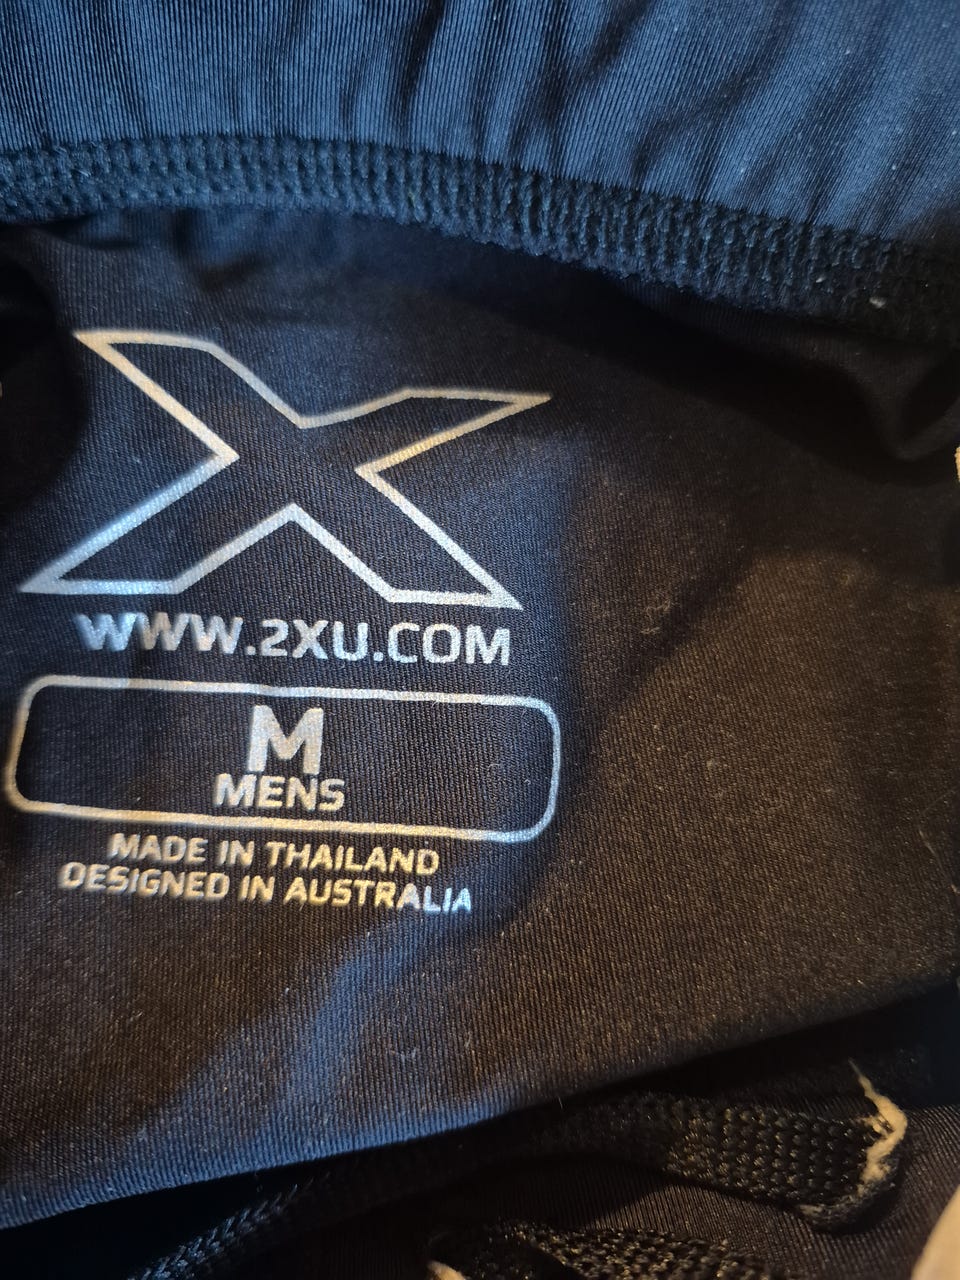 X
WWW.2XU.COM
M
MENS
MADE IN THAILAND
DESIGNED IN AUSTRALIA